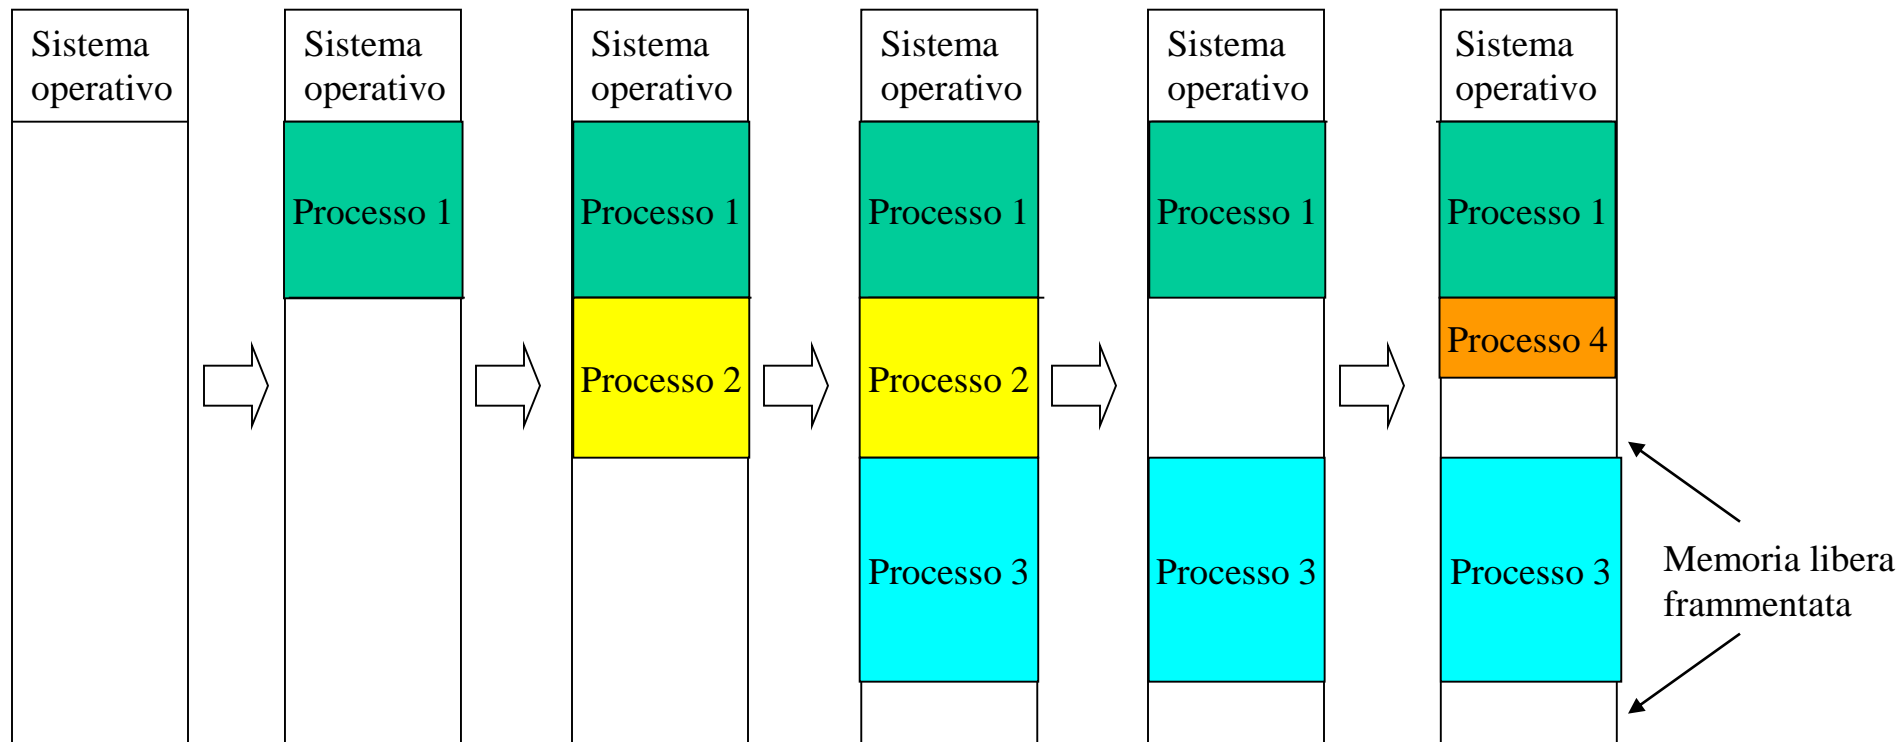 Sistema
operativo
Sistema
operativo
Processo 1
Sistema
operativo
Processo 1
Processo 2
Sistema
operativo
Processo 1
Processo 2
Processo 3
Sistema
operativo
Processo 1
Processo 3
Sistema
operativo
Processo 1
Processo 4
Processo 3
Memoria libera
frammentata